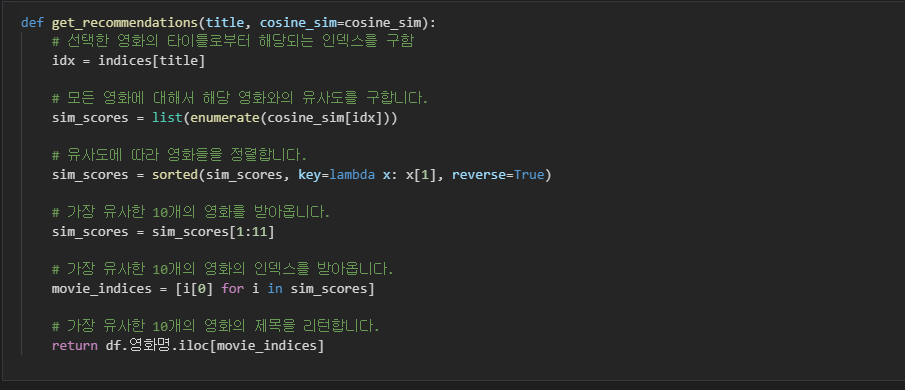 def get_recommendations(title, cosine_sim=cosine_sim):
    # 선택한 영화의 타이틀로부터 해당되는 인덱스를 구함
    idx = indices[title]
    # 모든 영화에 대해서 해당 영화와의 유사도를 구합니다.
    sim_scores = list(enumerate(cosine_sim[idx]))
    # 유사도에 따라 영화들을 정렬합니다.
    sim_scores = sorted(sim_scores, key=lambda x: x[1], reverse=True)
    # 가장 유사한 10개의 영화를 받아옵니다.
    sim_scores = sim_scores[1:11]
    # 가장 유사한 10개의 영화의 인덱스를 받아옵니다.
    movie_indices = [i[0] for i in sim_scores]
    # 가장 유사한 10개의 영화의 제목을 리턴합니다.
    return df.영화명.iloc[movie_indices]